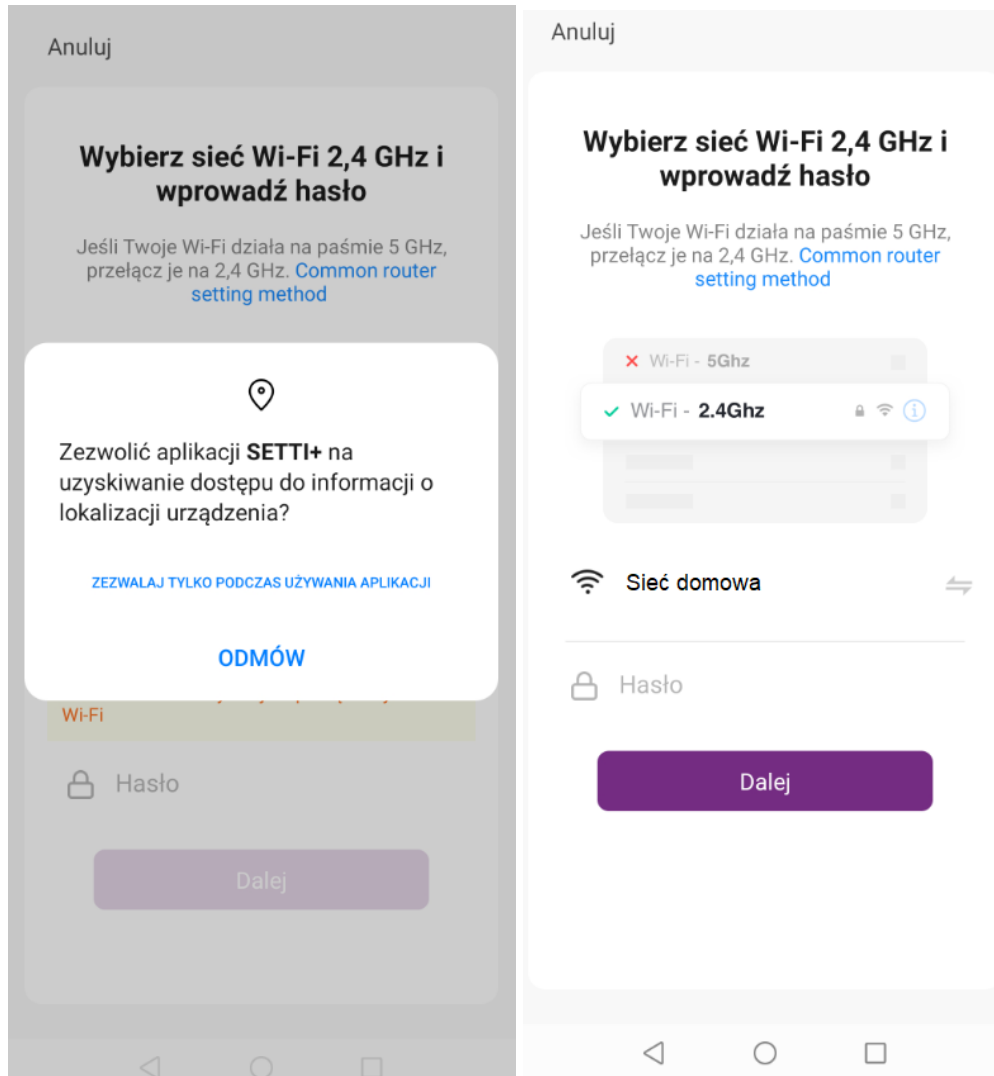 Anuluj
Wybierz sieć Wi-Fi 2,4 GHz i
wprowadź hasło
Jeśli Twoje Wi-Fi działa na paśmie 5 GHz,
przełącz je na 2,4 GHz. Common router
setting method
Zezwolić aplikacji SETTI+ na
uzyskiwanie dostępu do informacji o
lokalizacji urządzenia?
ZEZWALAJ TYLKO PODCZAS UŻYWANIA APLIKACJI
ODMÓW
Wi-Fi
Hasło
Dalej
Anuluj
Wybierz sieć Wi-Fi 2,4 GHz i
wprowadź hasło
Jeśli Twoje Wi-Fi działa na paśmie 5 GHz,
przełącz je na 2,4 GHz. Common router
setting method
Wi-Fi - 5Ghz
Wi-Fi - 2.4Ghz
Sieć domowa
Hasło
Dalej